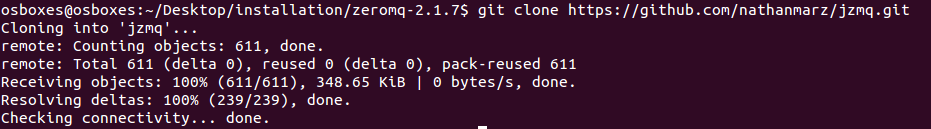 osboxes@osboxes:~/Desktop/installation/zeromq-2.1.7$ git clone https://github.com/nathanmarz/jzmq.git
Cloning into 'jzmq'...
remote: Counting objects: 611, done.
remote: Total 611 (delta 0), reused 0 (delta 0), pack-reused 611
Receiving objects: 100% (611/611), 348.65 KiB | 0 bytes/s, done.
Resolving deltas: 100% (239/239), done.
Checking connectivity... done.